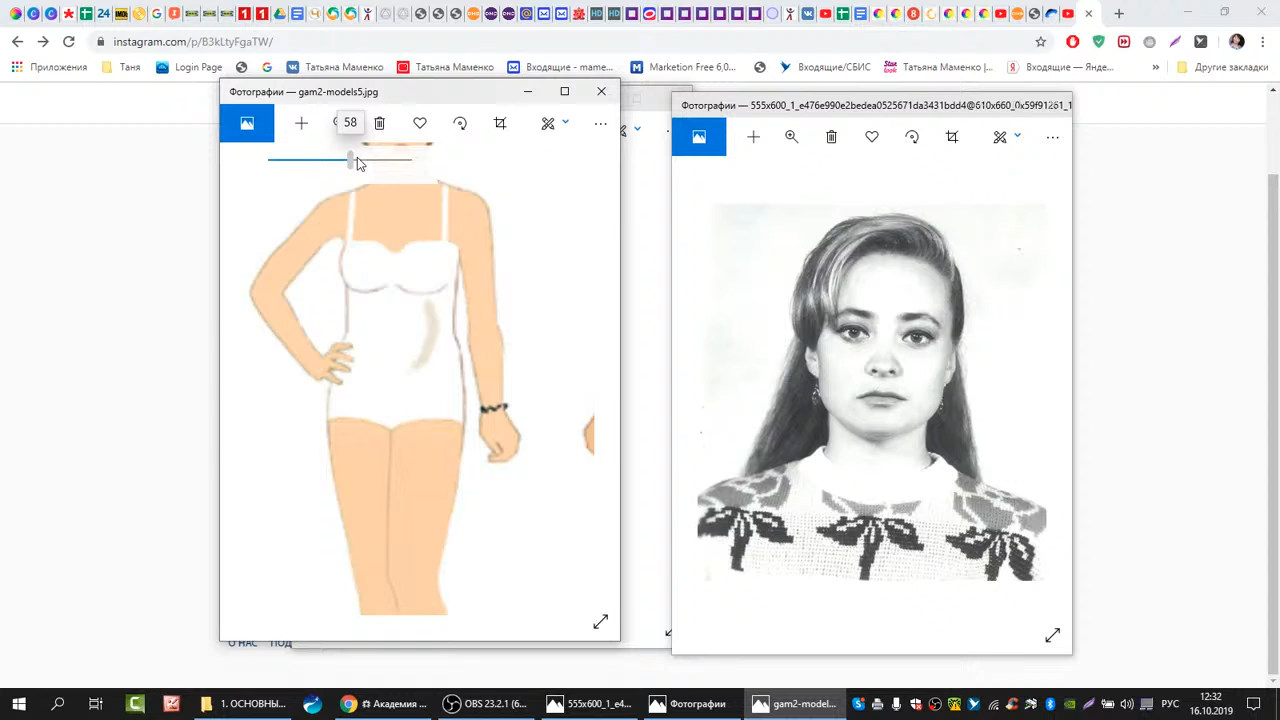 instagram.com/p/B3kLtyFgaTW/
Приложения
Таня
Login Page
Татьяна Маменко
Татьяна Маменко
Входящие - mame...
Marketion Free 6,0...
Входящие/СБИС
Татьяна Маменко |...
Входящие — Янде...
»
Другие закладки
Фотографии — gam2-models5.jpg
Фотографии — 555x600_1_e476e990e2bedea0525671da3431bdd4@610x660_0x59f91261_1
58
О НАС
ПОД
1. ОСНОВНЫ...
@ Академия ...
OBS 23.2.1 (6...
555x600_1_e4...
Фотографии
gam2-model...
РУС
12:32
16.10.2019